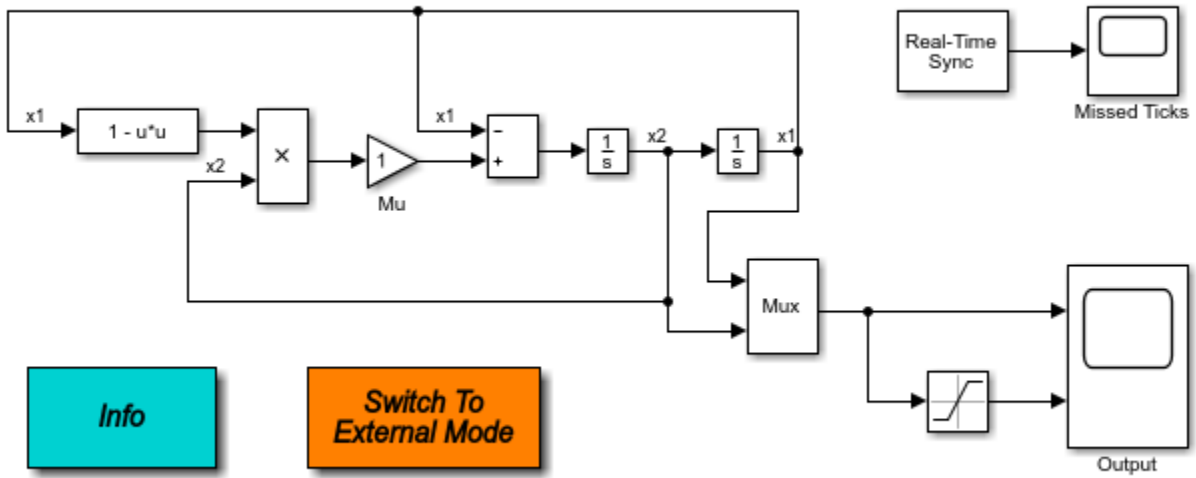 Real-Time
Sync
Missed Ticks
x1
1 - u*u
x2
×
1
Mu
x1
−
+
1
s
x2
1
s
x1
Mux
Output
Info
Switch To
External Mode